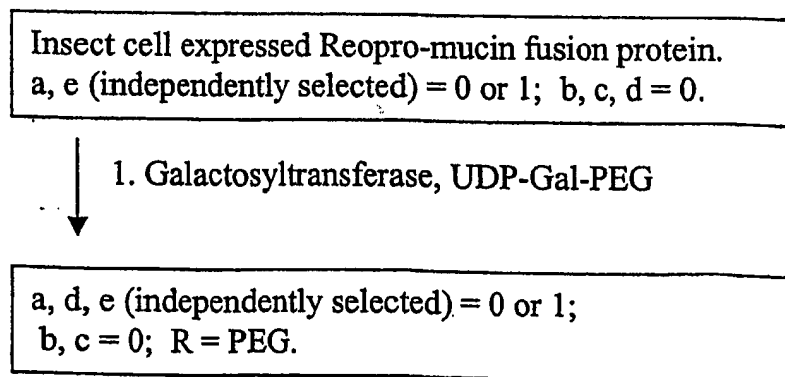 Insect cell expressed Reopro-mucin fusion protein.
a, e (independently selected) = 0 or 1; b, c, d = 0.
1. Galactosyltransferase, UDP-Gal-PEG
a, d, e (independently selected) = 0 or 1;
b, c = 0; R = PEG.